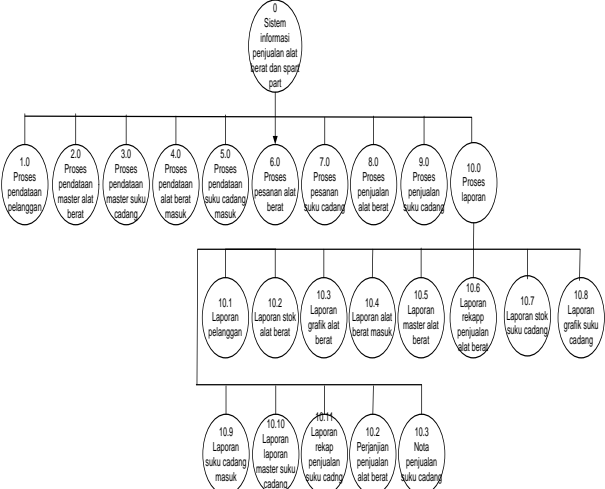 0
Sistem
informasi
penjualan alat
berat dan spart
part
1.0
Proses
pendataan
pelanggan
2.0
Proses
pendataan
master alat
berat
3.0
Proses
pendataan
master suku
cadang
4.0
Proses
pendataan
alat berat
masuk
5.0
Proses
pendataan
suku cadang
masuk
6.0
Proses
pesanan alat
berat
7.0
Proses
pesanan
suku cadang
8.0
Proses
penjualan
alat berat
9.0
Proses
penjualan
suku cadang
10.0
Proses
laporan
10.1
Laporan
pelanggan
10.2
Laporan stok
alat berat
10.3
Laporan
grafik alat
berat
10.4
Laporan alat
berat masuk
10.5
Laporan
master alat
berat
10.6
Laporan
rekapp
penjualan
alat berat
10.7
Laporan stok
suku cadang
10.8
Laporan
grafik suku
cadang
10.9
Laporan
suku cadang
masuk
10.10
Laporan
laporan
master suku
cadang
10.11
Laporan
rekap
penjualan
suku cadng
10.2
Perjanjian
penjualan
alat berat
10.3
Nota
penjualan
suku cadang